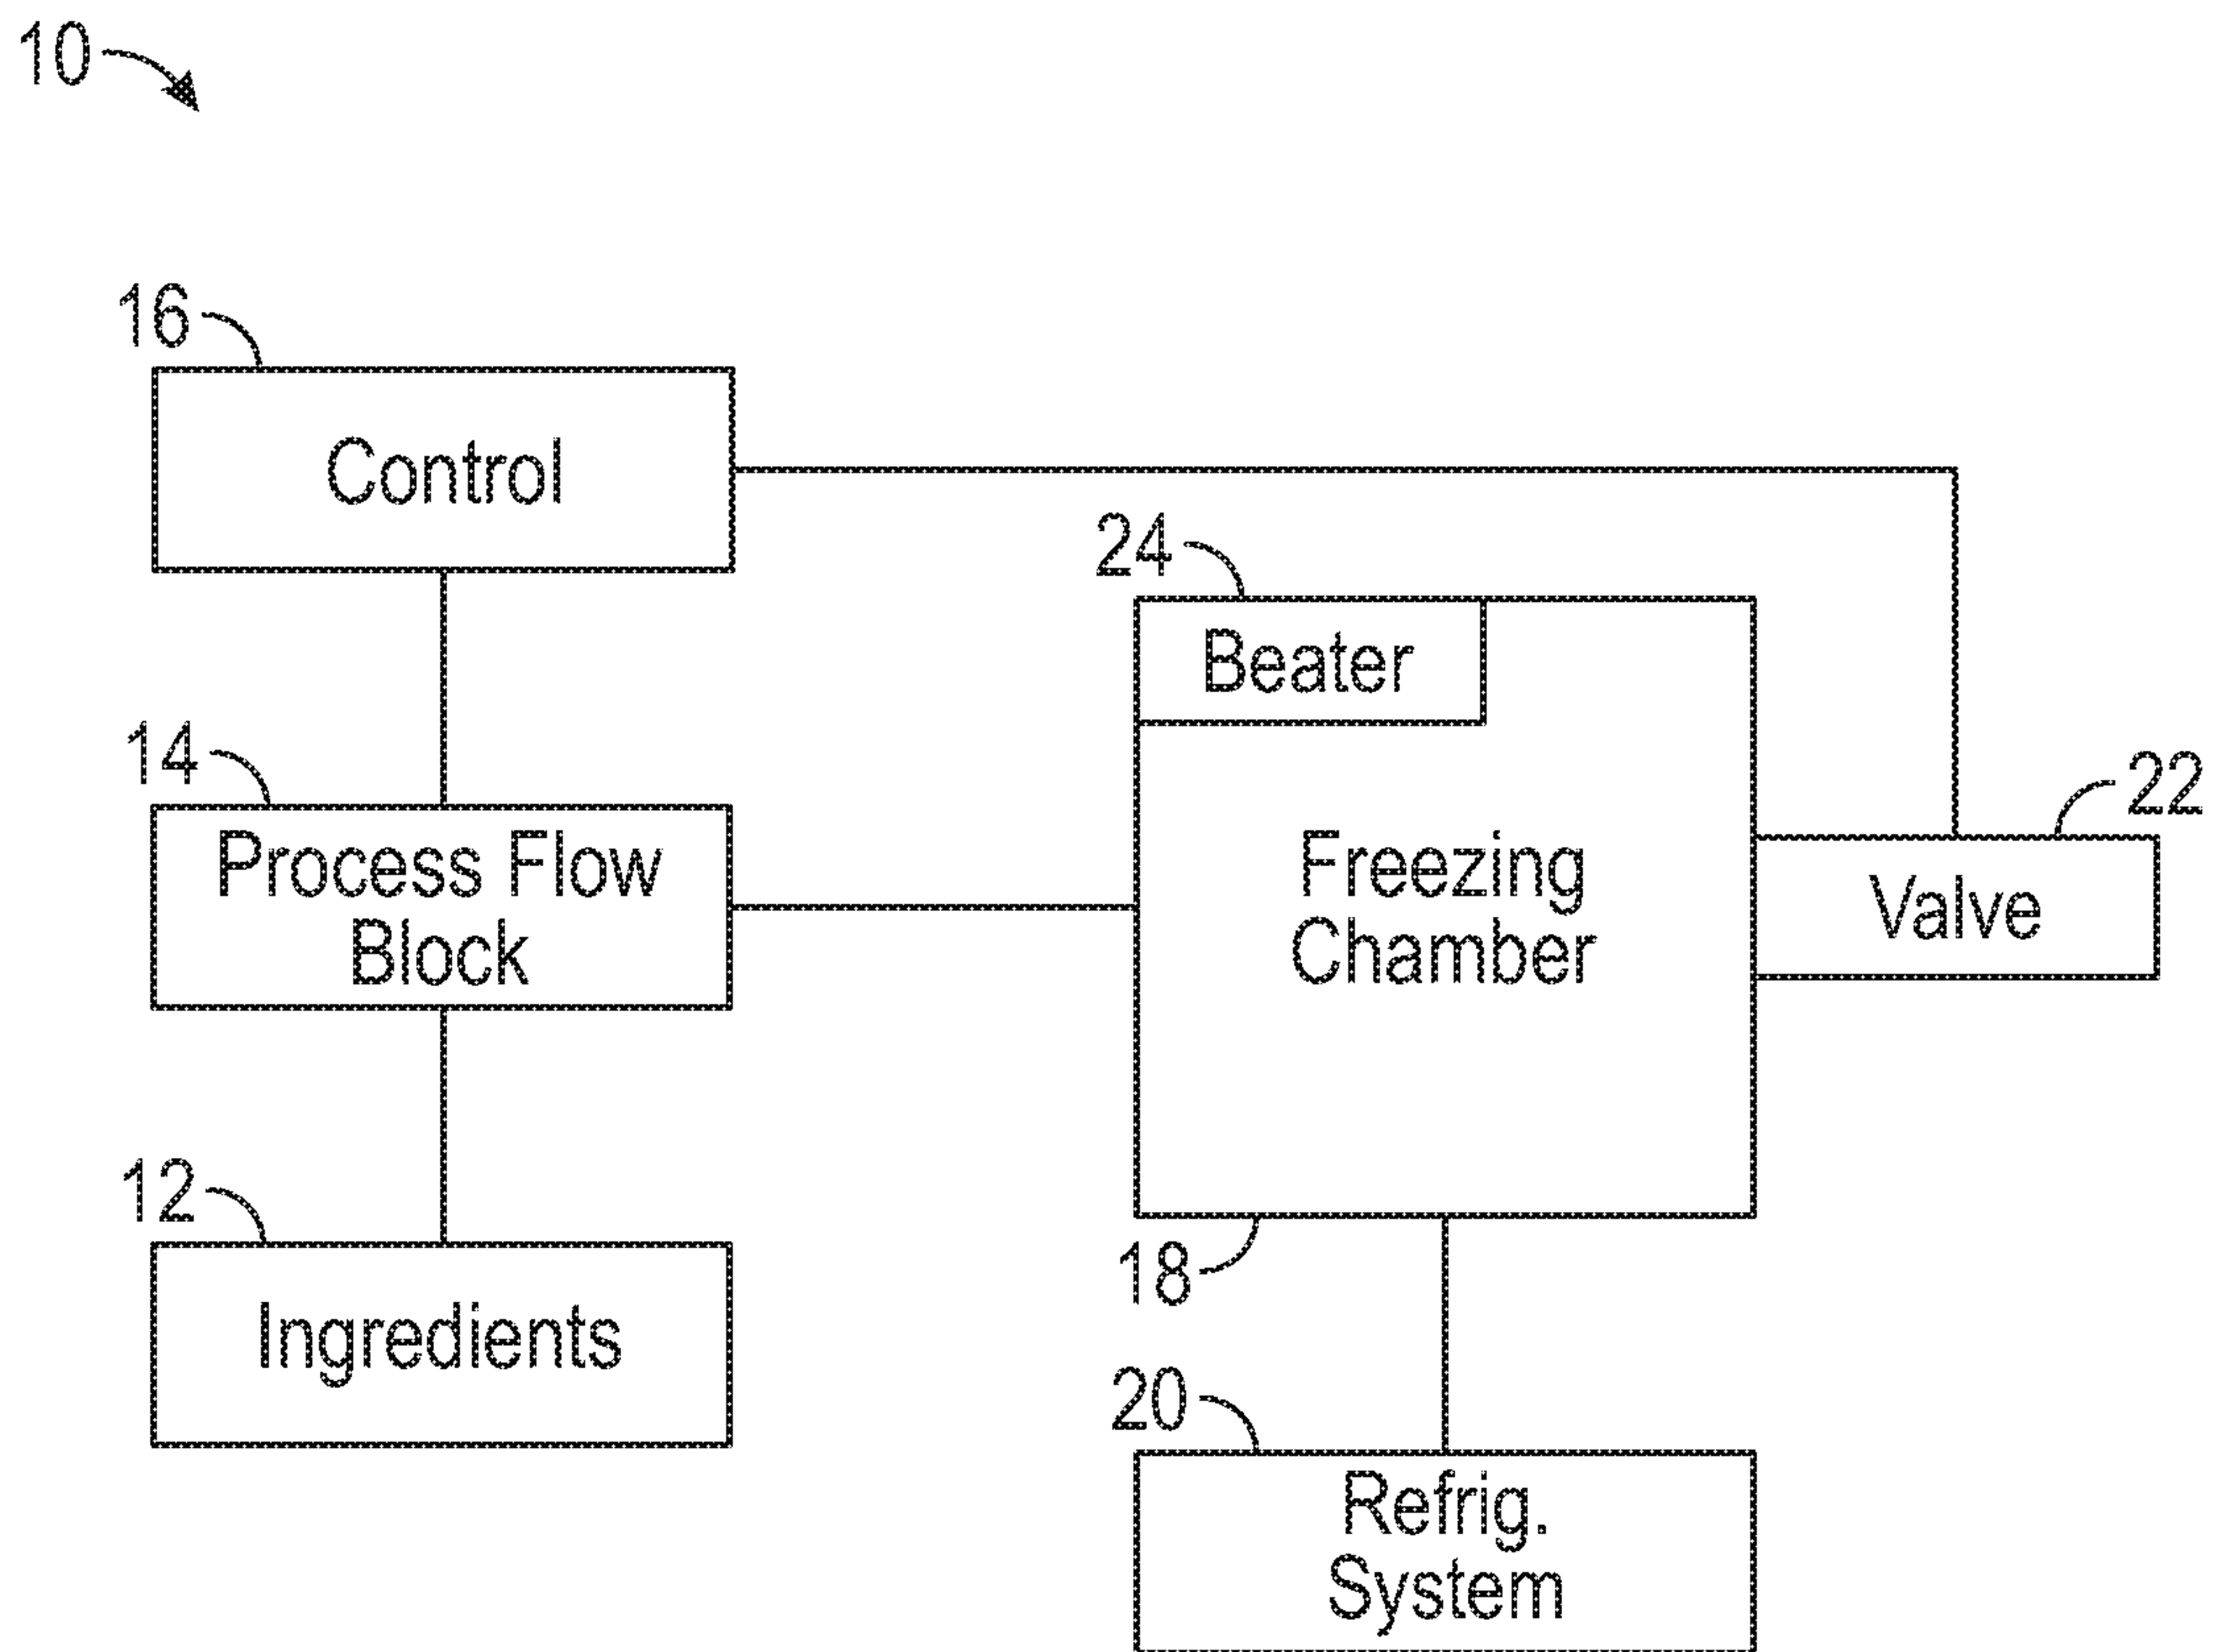 10
16
Control
24
Beater
14
Process Flow
Block
22
Freezing
Chamber
Valve
12
Ingredients
18
20
Refrig.
System